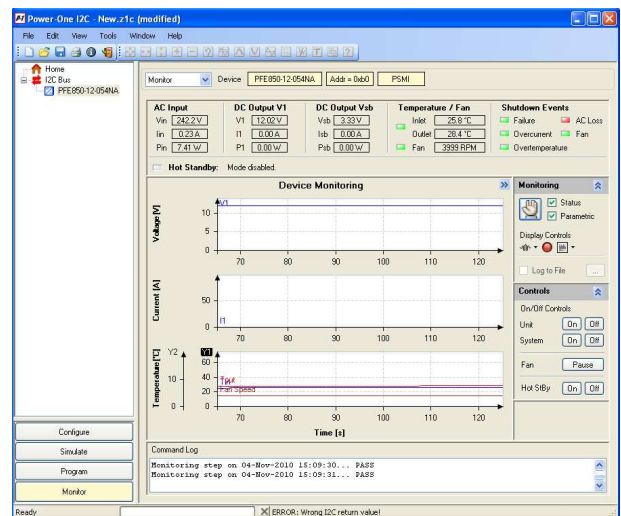 Power-One I2C - New.z1c (modified)
File Edit View Tools Window Help
Home
I2C Bus
PFE850-12-054NA
Monitor Device PFE850-12-054NA Addr = 0xb0 PSMI
AC Input DC Output V1 DC Output Vsb Temperature / Fan Shutdown Events
Vin 242.2 V V1 12.02 V Vsb 3.33 V Inlet 25.8 °C Failure AC Loss
Iin 0.23 A I1 0.00 A Isb 0.00 A Outlet 28.4 °C Overcurrent Fan
Pin 7.41 W P1 0.00 W Psb 0.00 W Fan 3999 RPM Overtemperature
Hot Standby: Mode disabled.
Device Monitoring
Voltage [V]
V1
10
5
0
70 80 90 100 110 120
Current [A]
50
I1
0
70 80 90 100 110 120
Temperature [°C]
Y2 Y1
60
10 40
20
Fan Speed
0 0
70 80 90 100 110 120
Time [s]
Monitoring
Status
Parametric
Display Controls
Log to File ...
Controls
On/Off Controls
Unit On Off
System On Off
Fan Pause
Hot StBy On Off
Configure
Simulate
Program
Monitor
Command Log
Monitoring step on 04-Nov-2010 15:09:30... PASS
Monitoring step on 04-Nov-2010 15:09:31... PASS
Ready ERROR: Wrong I2C return value!